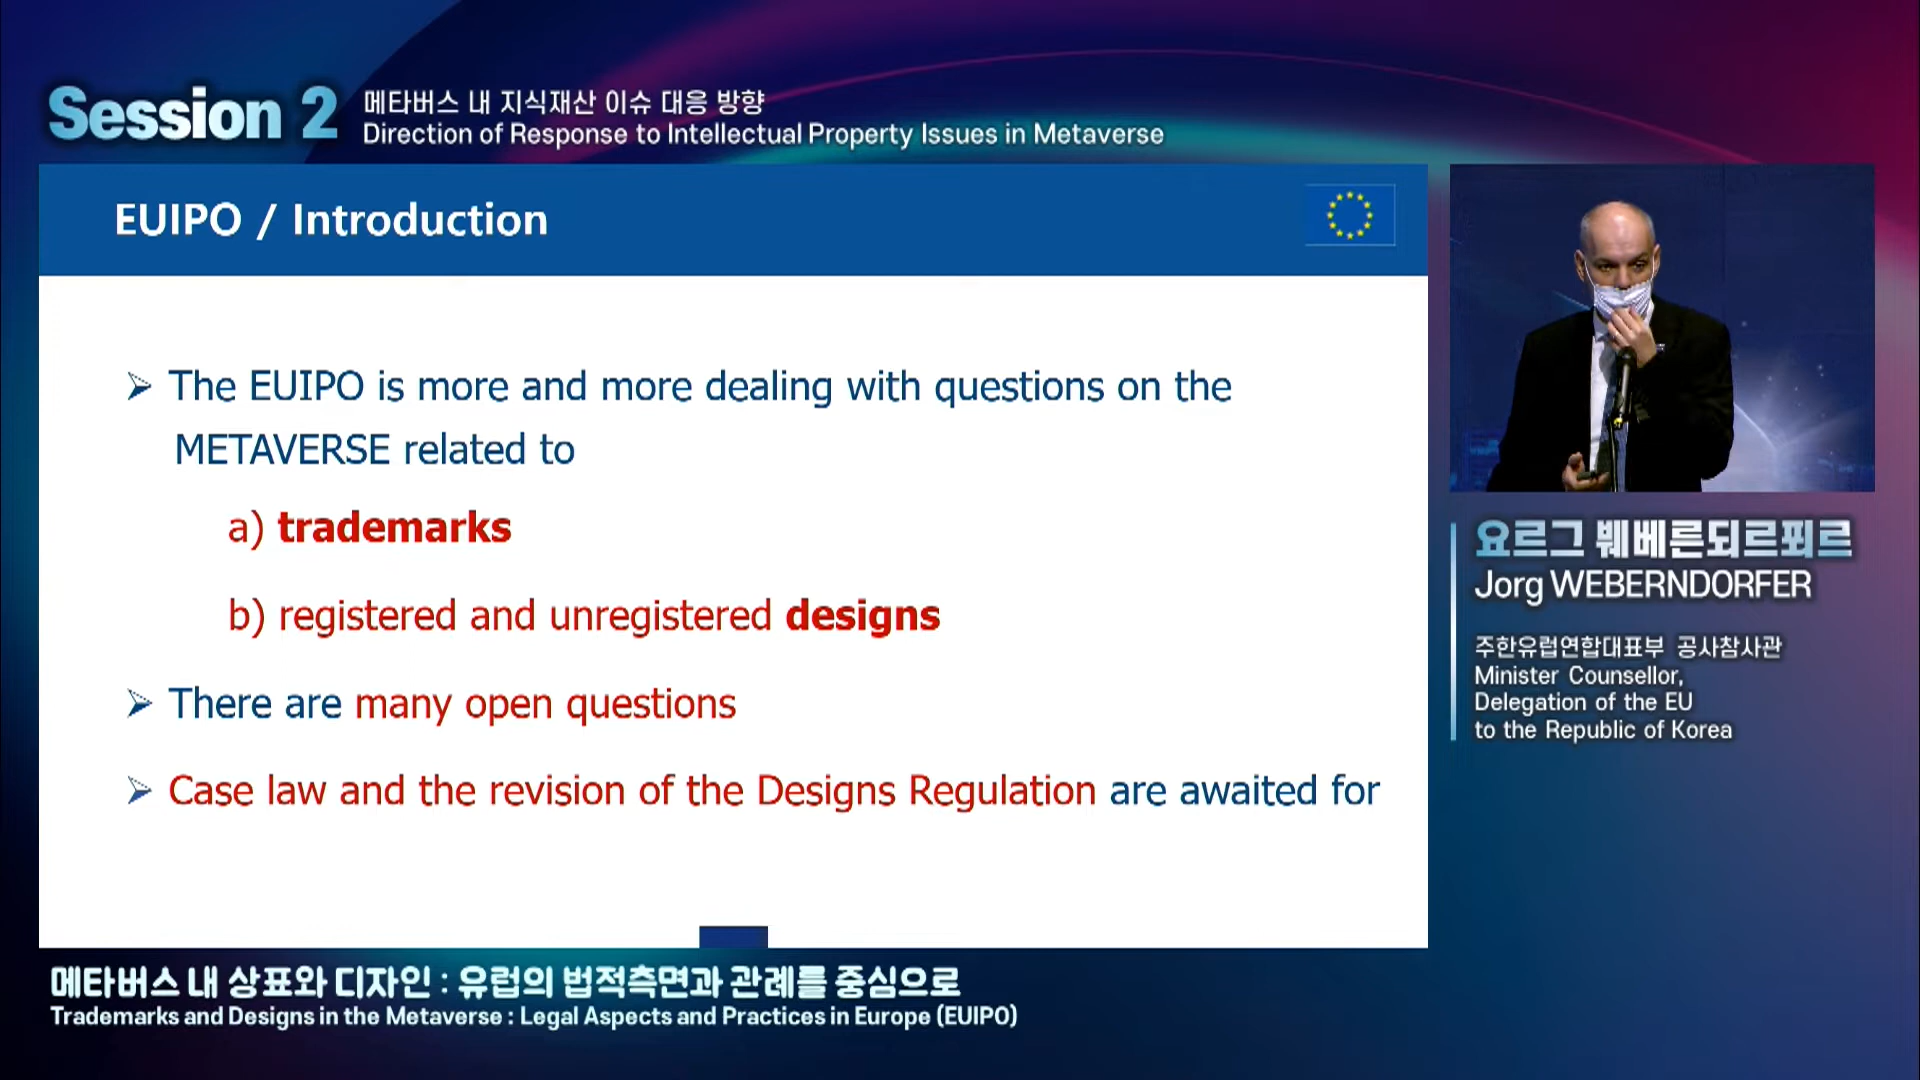 Session 2
메타버스 내 지식재산 이슈 대응 방향
Direction of Response to Intellectual Property Issues in Metaverse
EUIPO / Introduction
The EUIPO is more and more dealing with questions on the
METAVERSE related to
a) trademarks
b) registered and unregistered designs
There are many open questions
Case law and the revision of the Designs Regulation are awaited for
요르그 붸베른되르푀르
Jorg WEBERNDORFER
주한유럽연합대표부 공사참사관
Minister Counsellor,
Delegation of the EU
to the Republic of Korea
메타버스 내 상표와 디자인 : 유럽의 법적측면과 관례를 중심으로
Trademarks and Designs in the Metaverse : Legal Aspects and Practices in Europe (EUIPO)